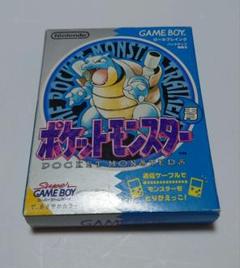 Nintendo
GAME BOY
POCKET MONSTER TRAINER
青
ポケットモンスター
POCKET MONSTERS
Super
GAME BOY
通信ケーブルで
モンスターを
とりかえっこ!